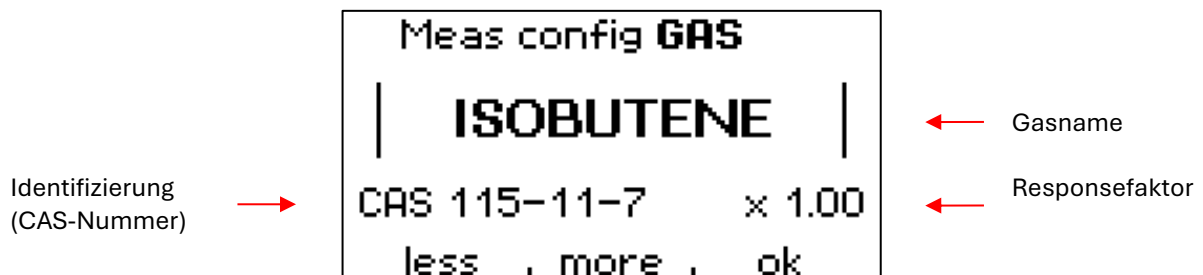 Meas config GAS
ISOBUTENE
Gasname
Identifizierung
(CAS-Nummer)
CAS 115-11-7 x 1.00
Responsefaktor
less , more , ok